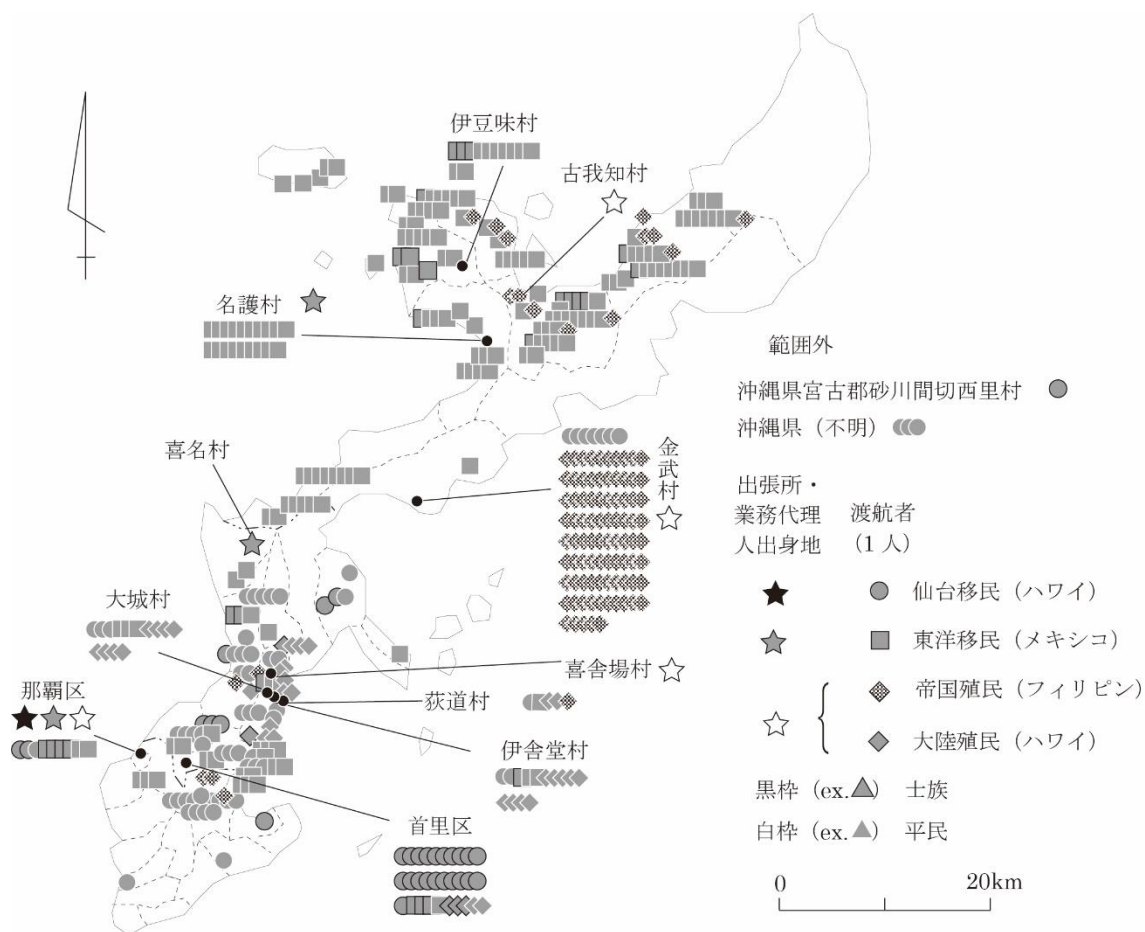 伊豆味村
古我知村
名護村
範囲外
沖縄県宮古郡砂川間切西里村
沖縄県(不明)
喜名村
金武村
出張所・
業務代理
人出身地
渡航者
(1人)
大城村
仙台移民(ハワイ)
東洋移民(メキシコ)
喜舎場村
那覇区
荻道村
帝国殖民(フィリピン)
伊舎堂村
大陸殖民(ハワイ)
黒枠(ex. ) 士族
首里区
白枠(ex. ) 平民
0 20km